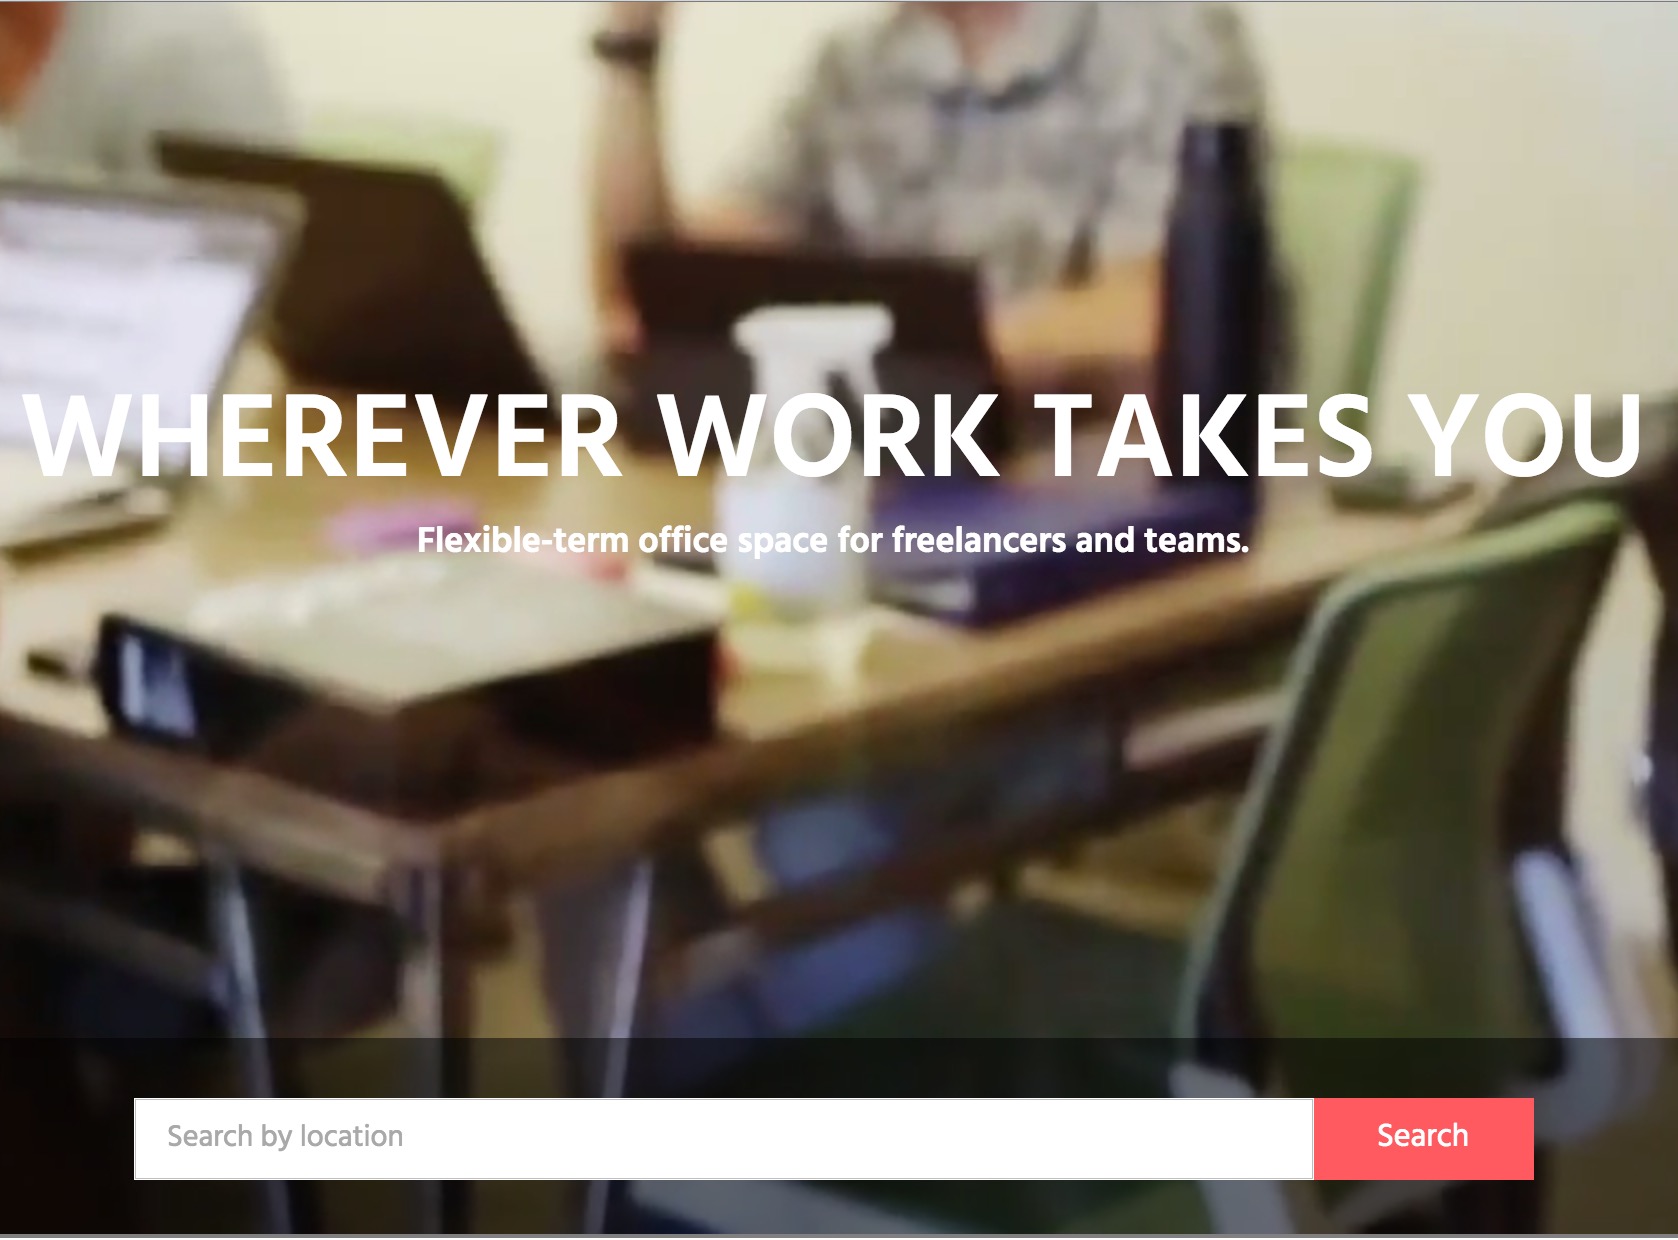 WHEREVER WORK TAKES YOU
Flexible-term office space for freelancers and teams.
Search by location
Search